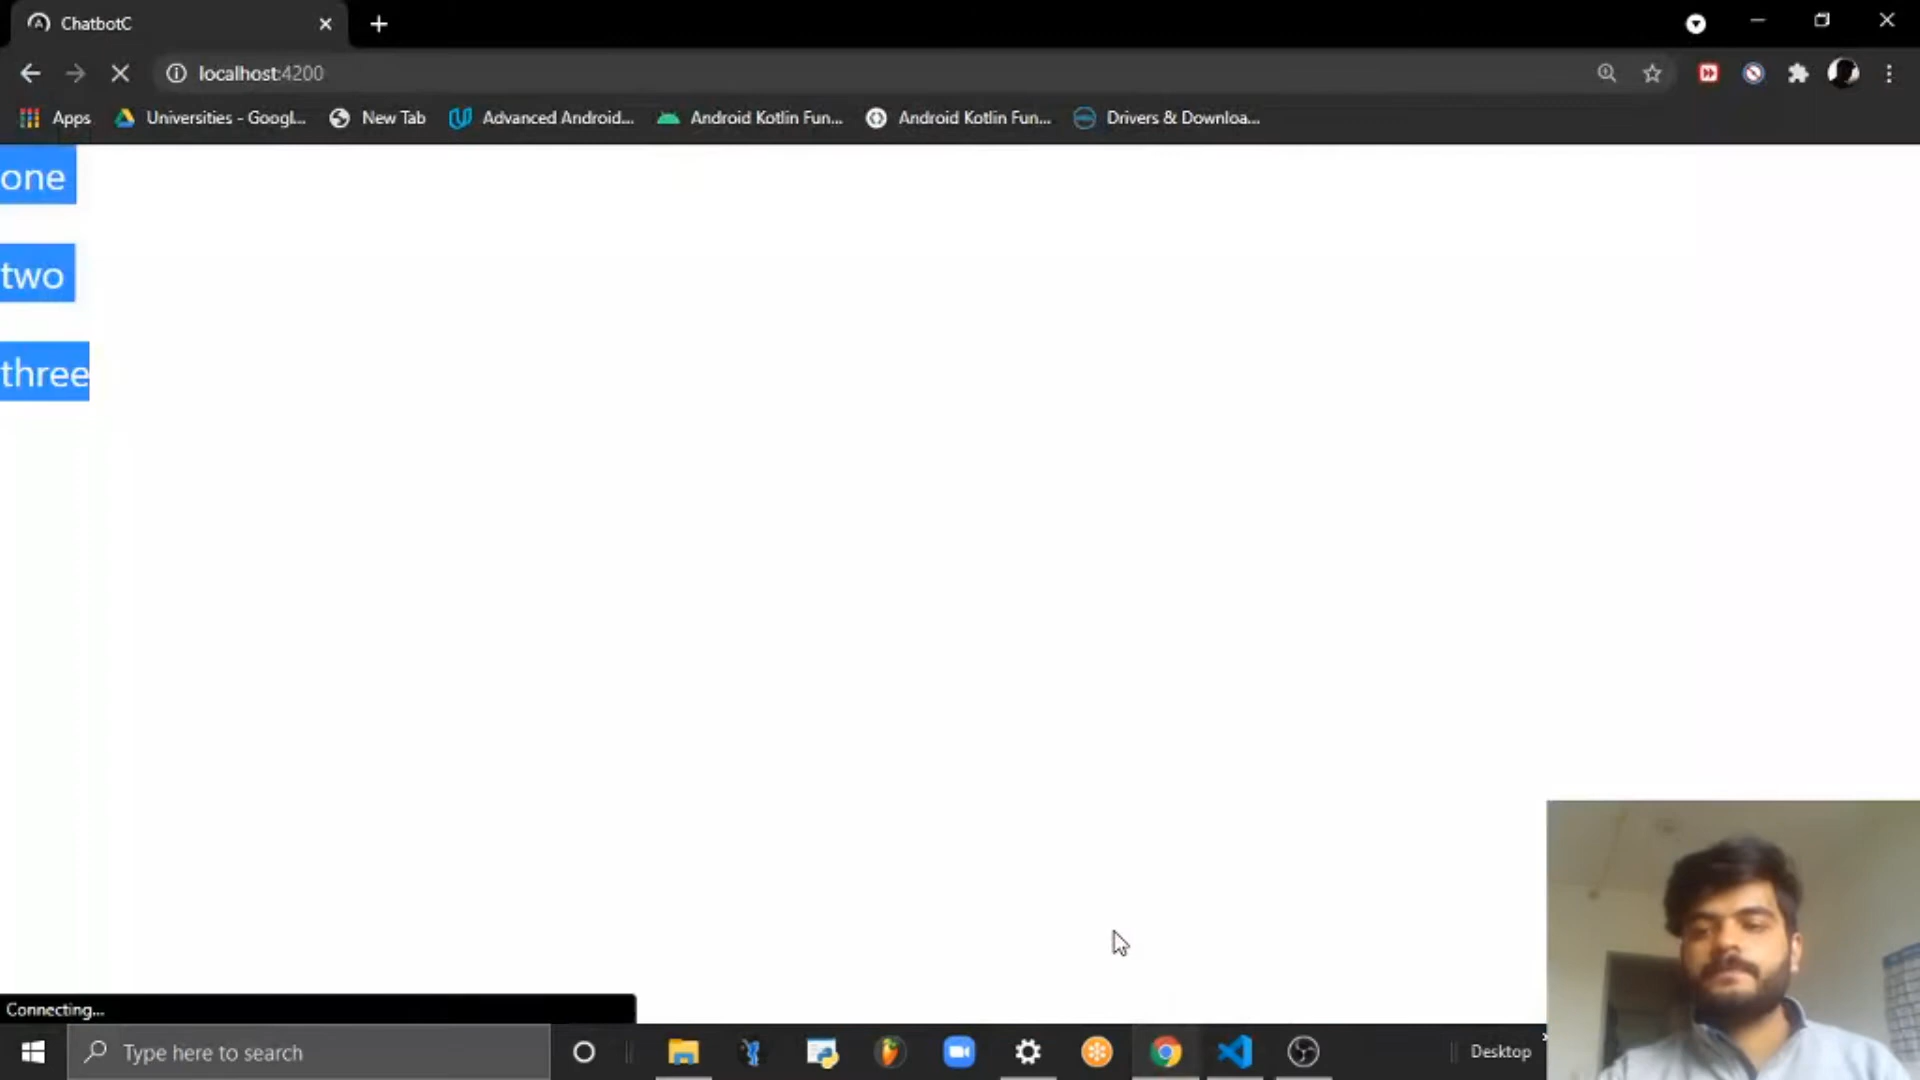 ChatbotC
localhost:4200
Apps Universities - Googl... New Tab Advanced Android... Android Kotlin Fun... Android Kotlin Fun... Drivers & Downloa...
one
two
three
Connecting...
Type here to search
Desktop